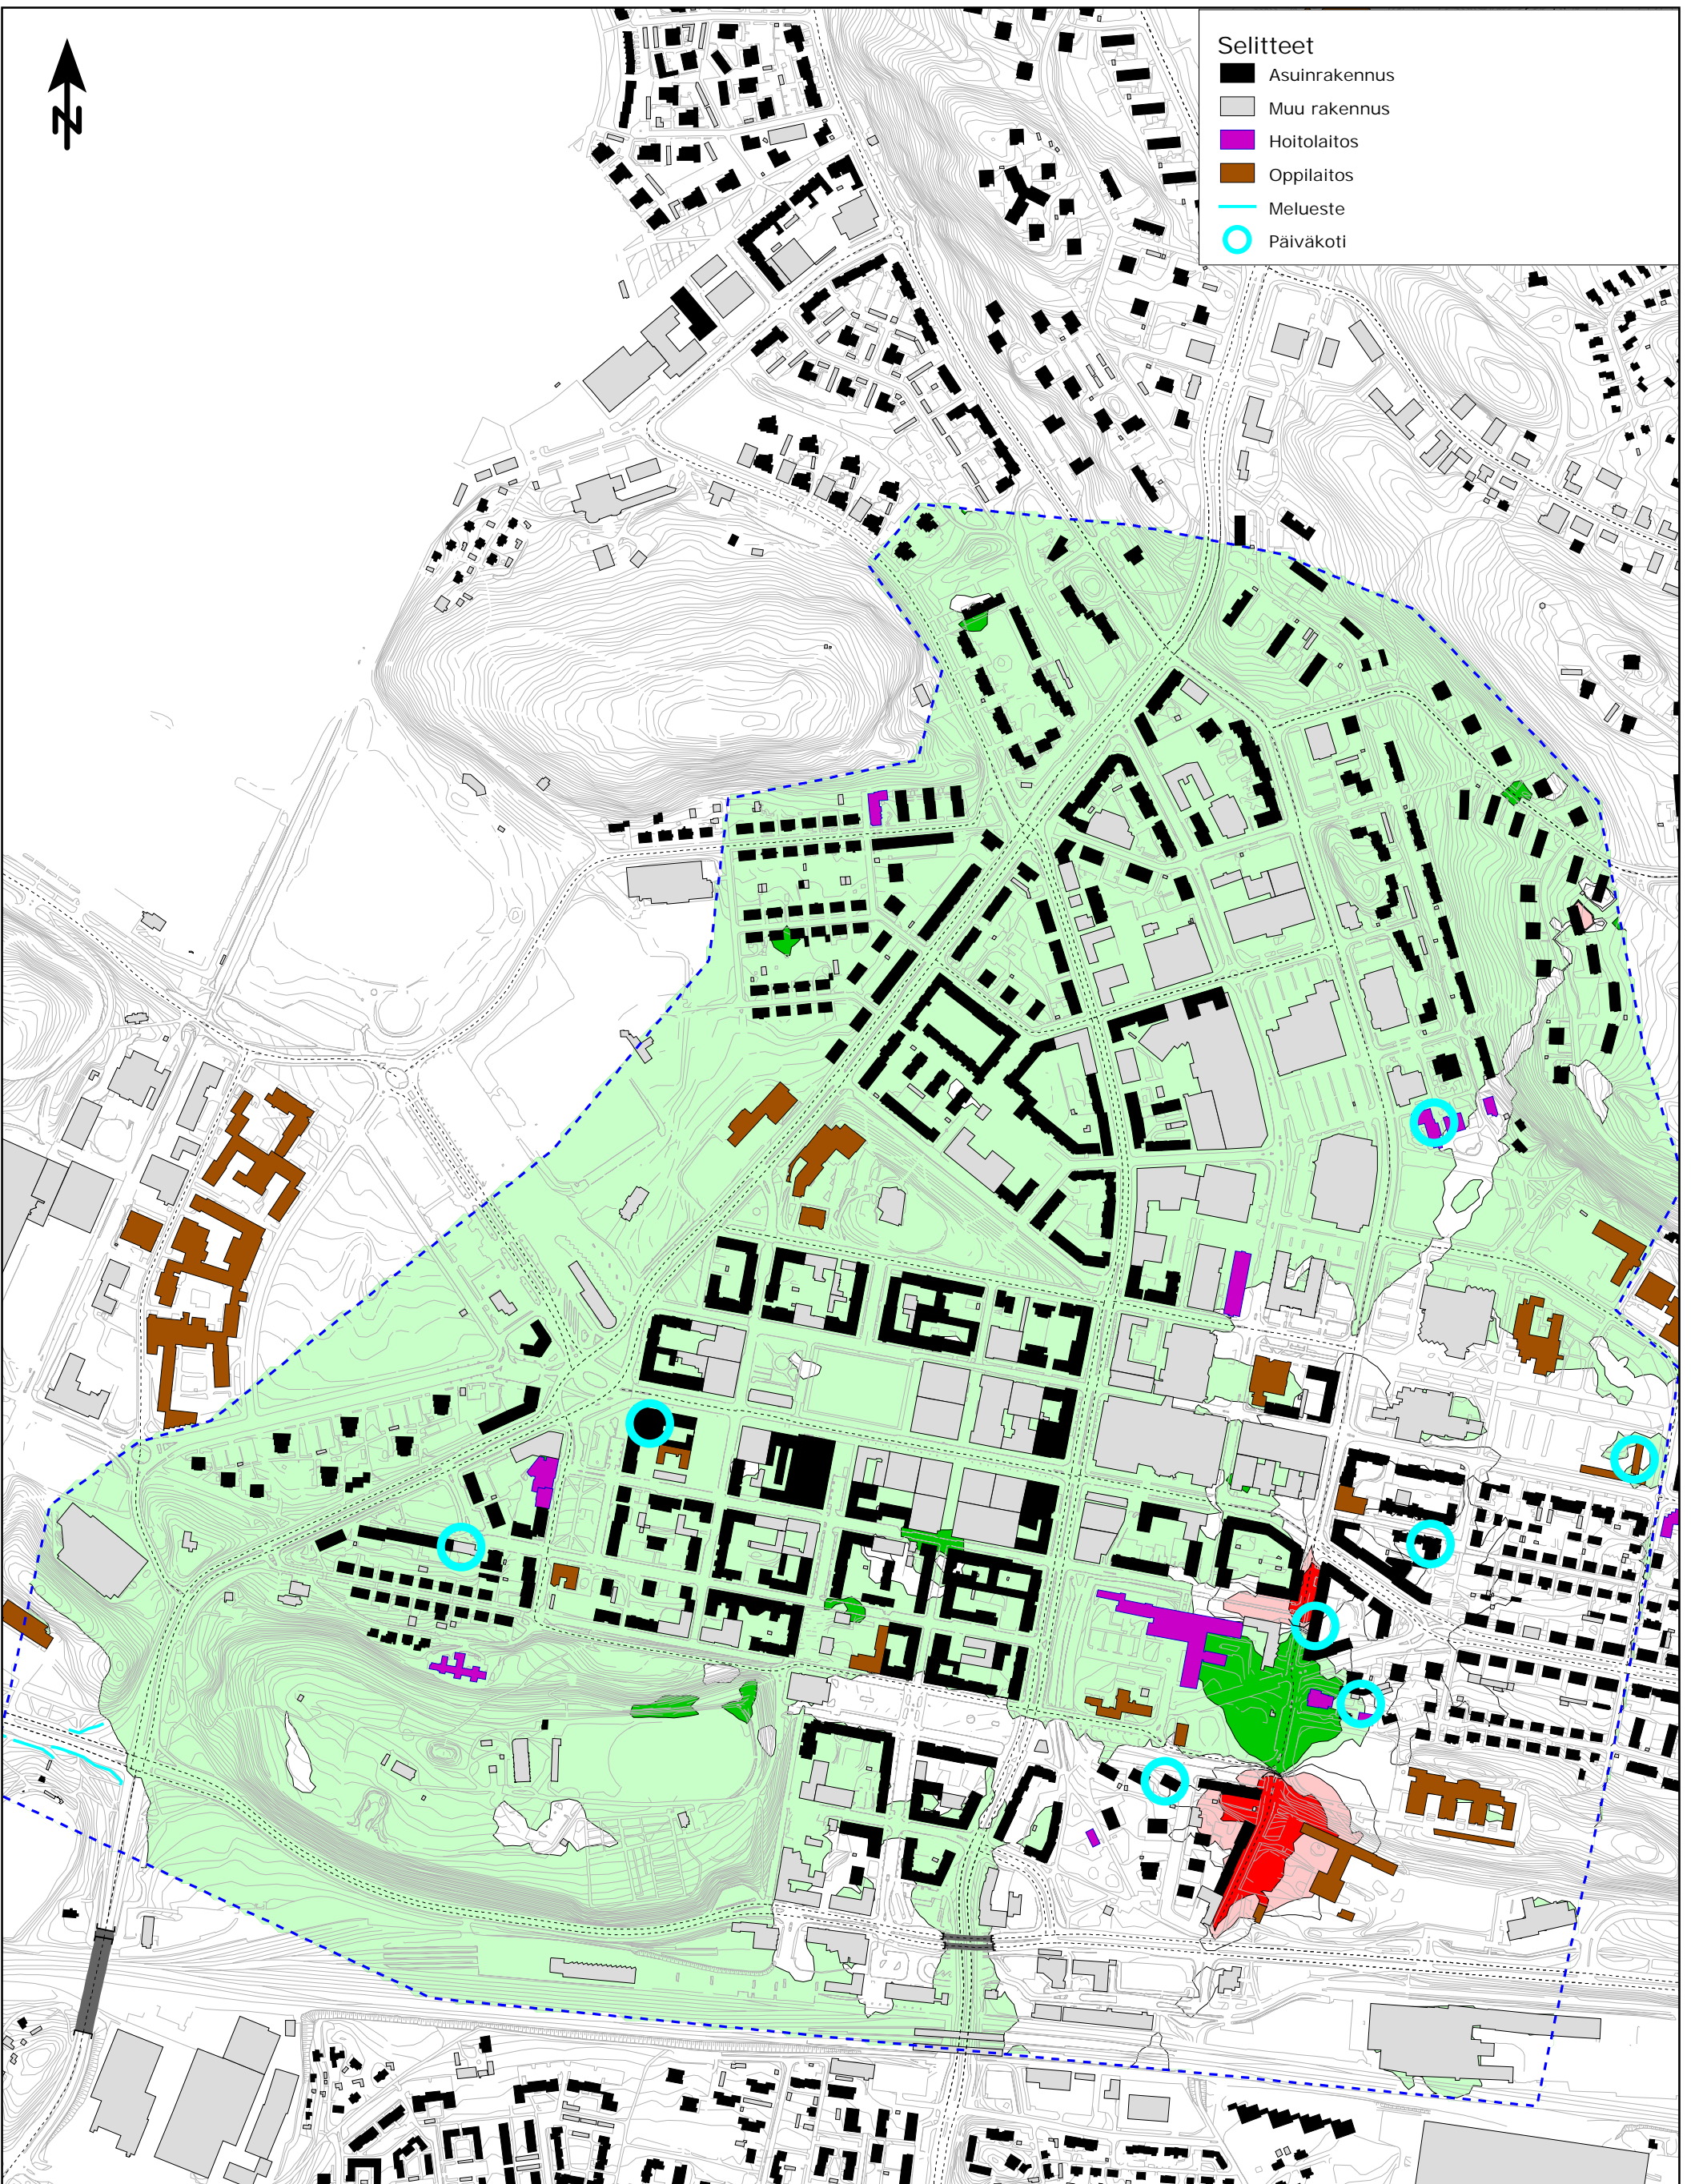 N
Selitteet
Asuinrakennus
Muu rakennus
Hoitolaitos
Oppilaitos
Melueste
Päiväkoti